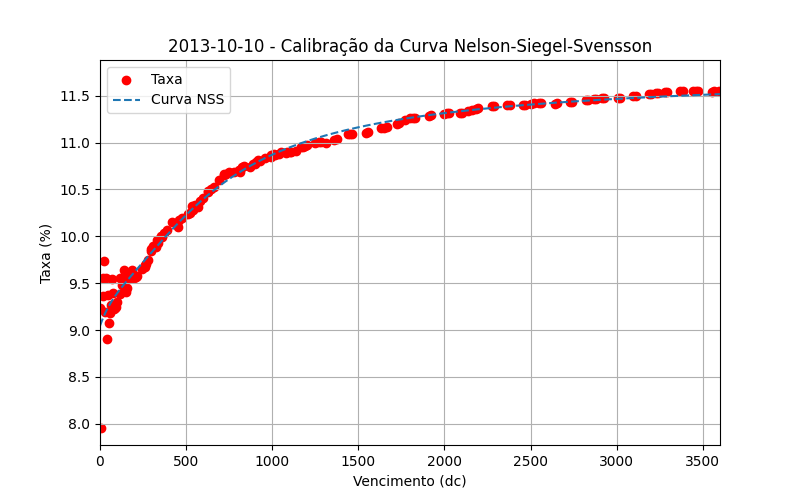 2013-10-10 - Calibração da Curva Nelson-Siegel-Svensson
Taxa
Curva NSS
Taxa (%)
11.5
11.0
10.5
10.0
9.5
9.0
8.5
8.0
0 500 1000 1500 2000 2500 3000 3500
Vencimento (dc)